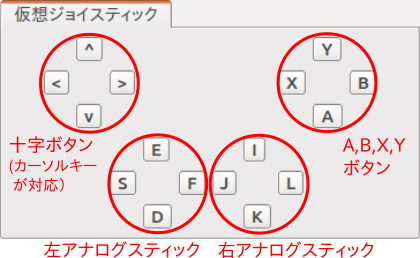 仮想ジョイスティック
^
< >
v
Y
X B
A
十字ボタン
(カーソルキー
が対応)
A,B,X,Y
ボタン
E
S F
D
I
J L
K
左アナログスティック 右アナログスティック